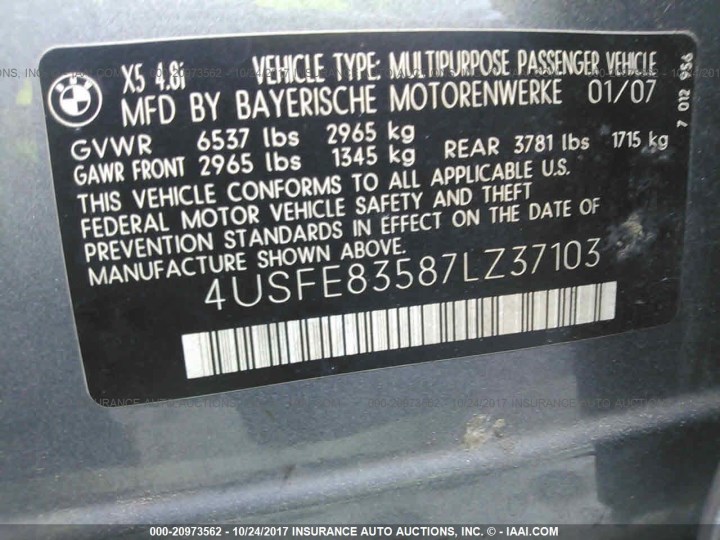 X5 4.8i VEHICLE TYPE: MULTIPURPOSE PASSENGER VEHICLE
MFD BY BAYERISCHE MOTORENWERKE 01/07
GVWR 6537 lbs 2965 kg
GAWR FRONT 2965 lbs 1345 kg REAR 3781 lbs 1715 kg
THIS VEHICLE CONFORMS TO ALL APPLICABLE U.S.
FEDERAL MOTOR VEHICLE SAFETY AND THEFT
PREVENTION STANDARDS IN EFFECT ON THE DATE OF
MANUFACTURE SHOWN ABOVE.
4USFE83587LZ37103
7 012 956
BMW
000-20973562 - 10/24/2017 INSURANCE AUTO AUCTIONS, INC. - IAAI.COM